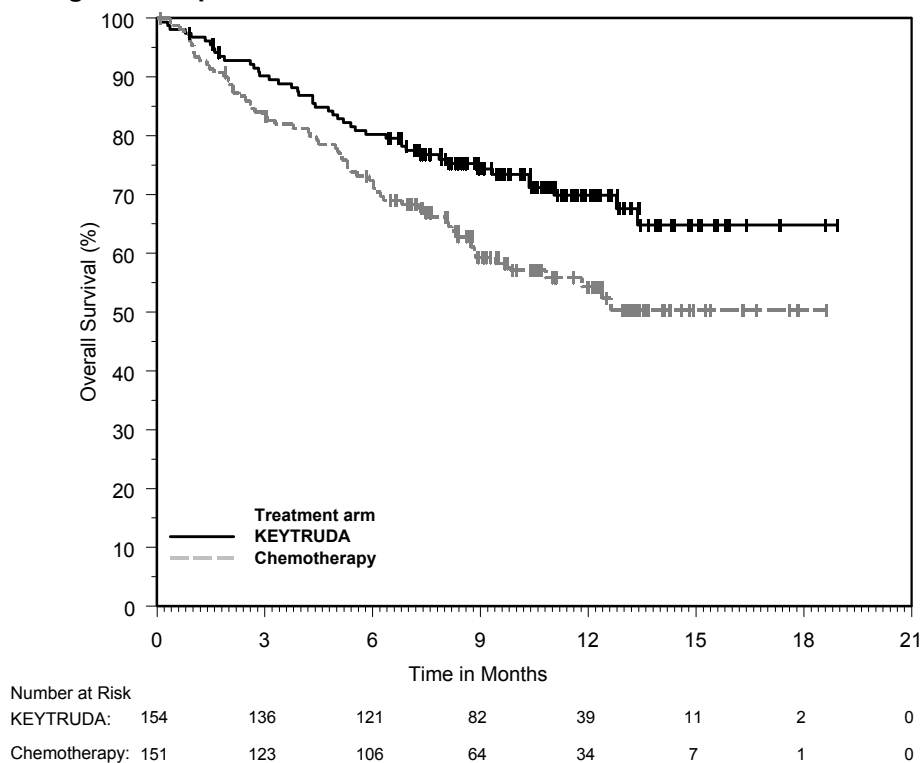 100
90
80
70
60
50
40
30
20
10
0
Overall Survival (%)
Treatment arm
KEYTRUDA
Chemotherapy
0 3 6 9 12 15 18 21
Time in Months
Number at Risk
KEYTRUDA: 154 136 121 82 39 11 2 0
Chemotherapy: 151 123 106 64 34 7 1 0